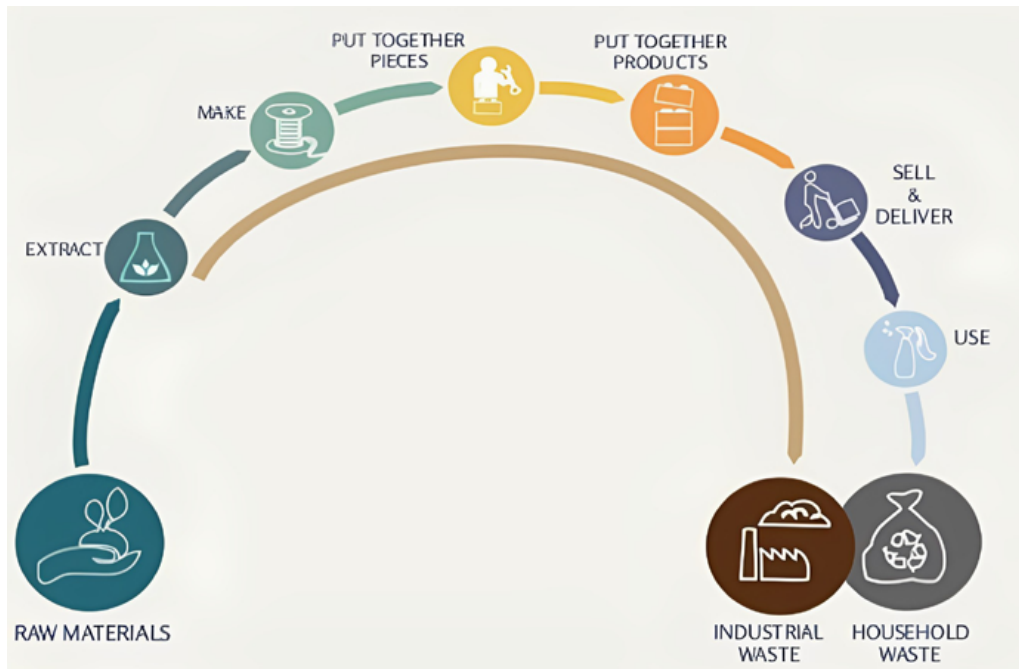 PUT TOGETHER
PIECES
PUT TOGETHER
PRODUCTS
MAKE
SELL
&
DELIVER
EXTRACT
USE
RAW MATERIALS
INDUSTRIAL
WASTE
HOUSEHOLD
WASTE